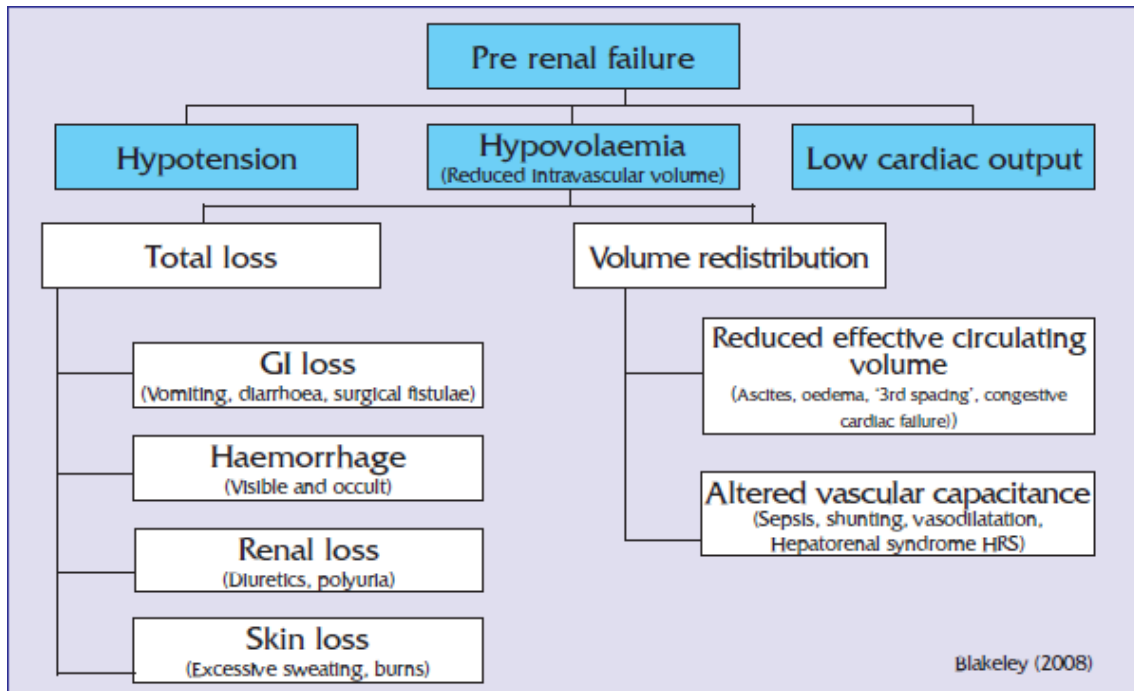 Pre renal failure
Hypotension
Hypovolaemia
(Reduced intravascular volume)
Low cardiac output
Total loss
Volume redistribution
GI loss
(Vomiting, diarrhoea, surgical fistulae)
Haemorrhage
(Visible and occult)
Renal loss
(Diuretics, polyuria)
Skin loss
(Excessive sweating, burns)
Reduced effective circulating
volume
(Ascites, oedema, '3rd spacing', congestive
cardiac failure))
Altered vascular capacitance
(Sepsis, shunting, vasodilatation,
Hepatorenal syndrome HRS)
Blakeley (2008)